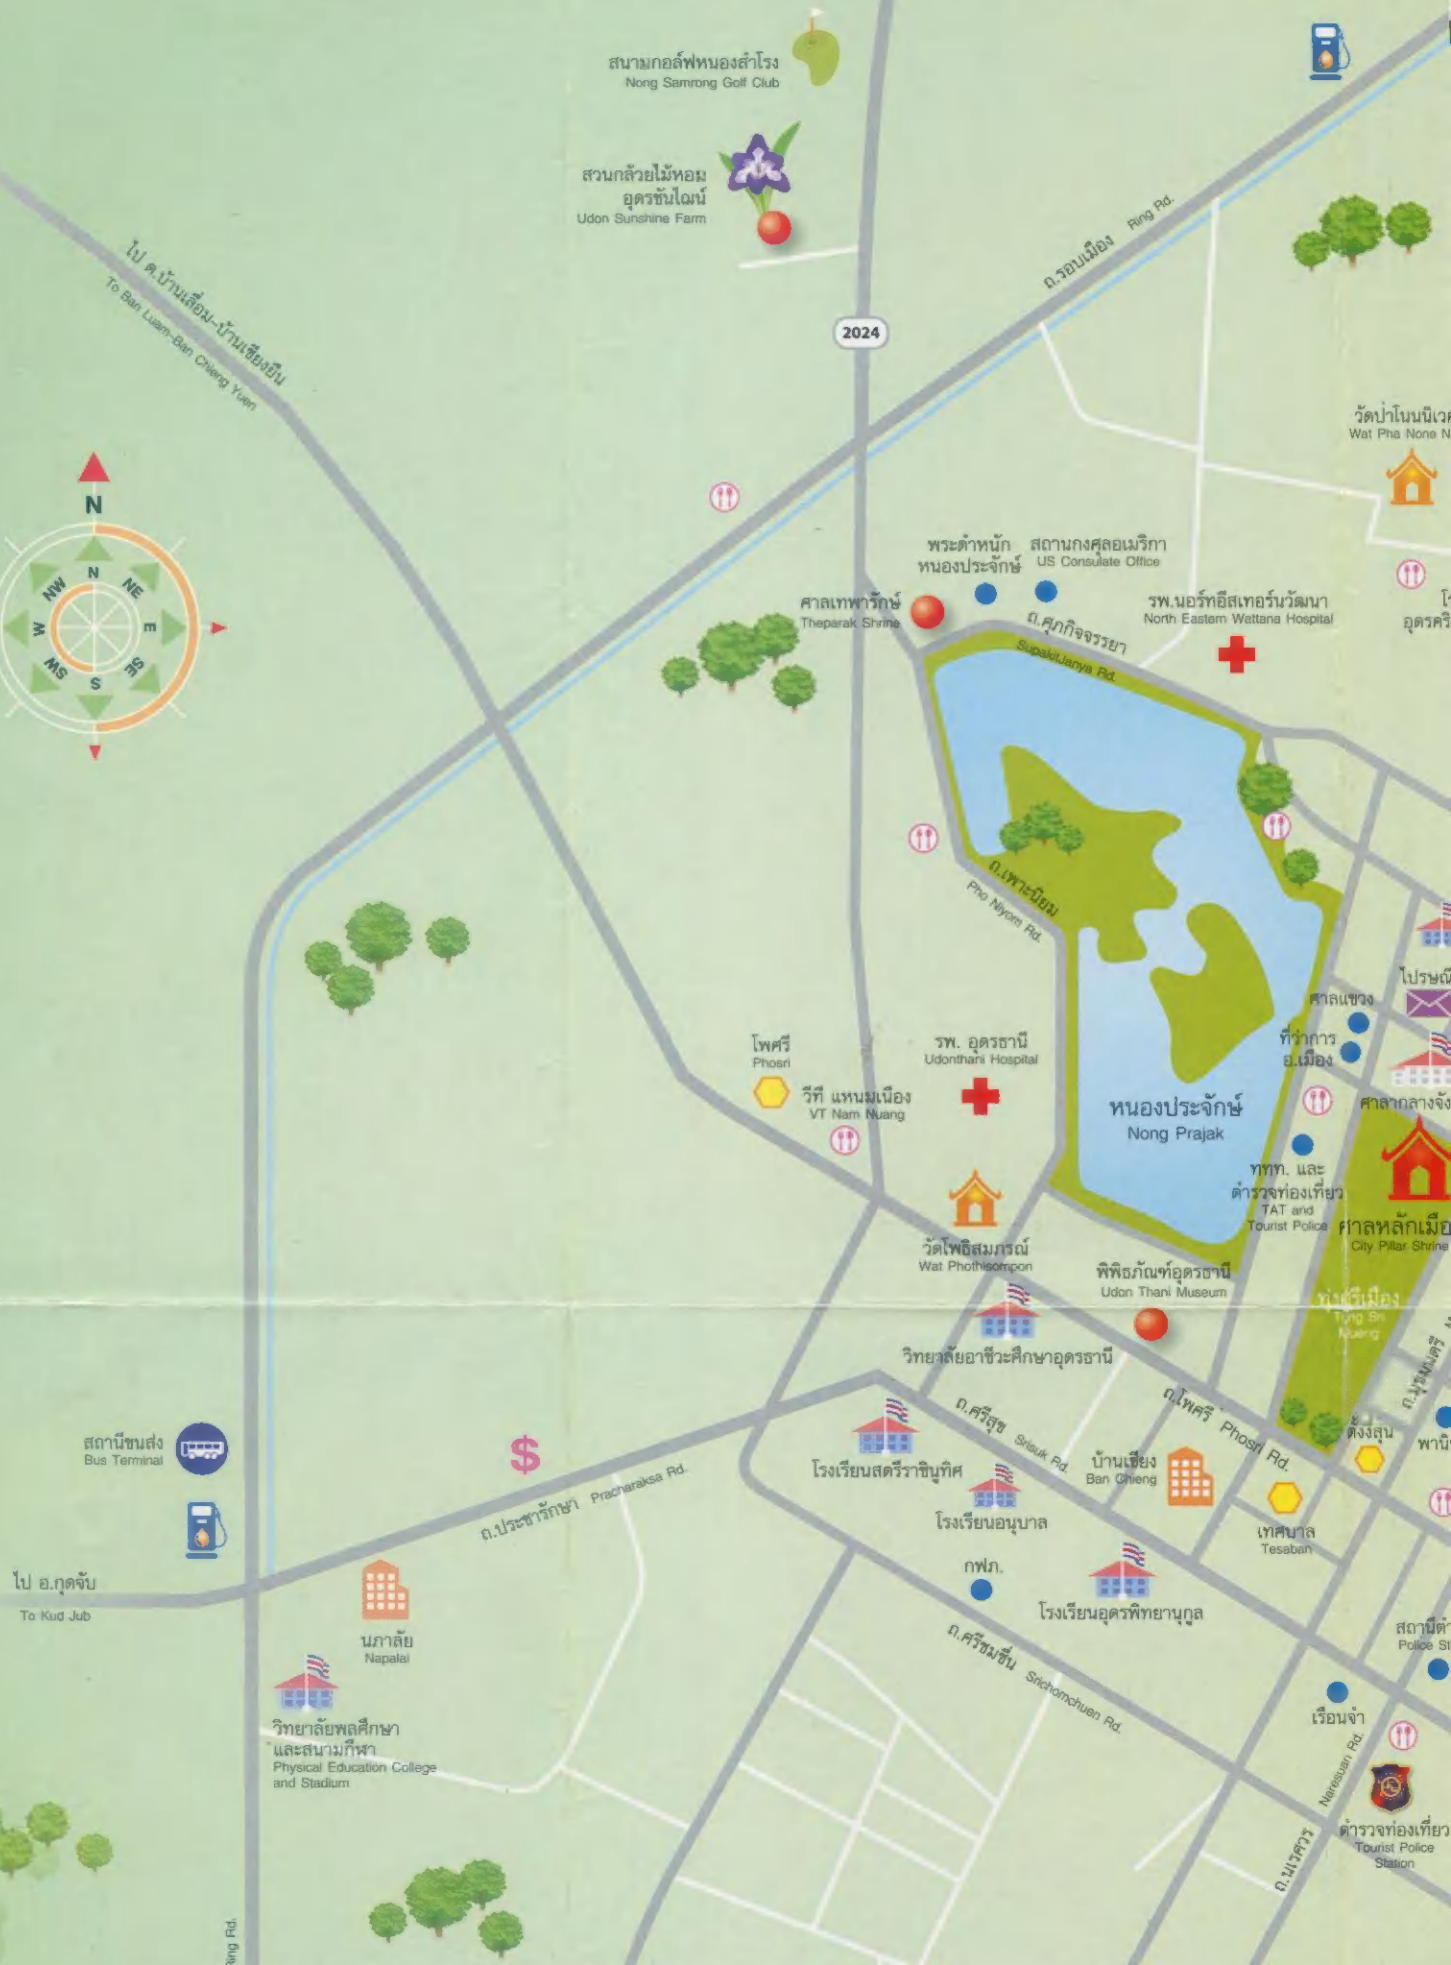 สนามกอล์ฟหนองสำโรง
Nong Samrong Golf Club
สวนกล้วยไม้หอม
อุดรซันไฌน์
Udon Sunshine Farm
ไป ต.บ้านเลื่อม-บ้านเชียงยืน
To Ban Luam-Ban Chieng Yuen
ถ.รอบเมือง Ring Rd.
2024
วัดป่าโนนนิเวศ
Wat Pha None N
N
N
NE
E
SE
S
SW
W
NW
พระตำหนัก
หนองประจักษ์
สถานกงศุลอเมริกา
US Consulate Office
ศาลเทพารักษ์
Theparak Shrine
ถ.ศุภกิจจรรยา
SupakitJanya Rd.
รพ.นอร์ทอีสเทอร์นวัฒนา
North Eastern Wattana Hospital
อุดรคริ
ถ.เพาะนิยม
Pho Niyom Rd.
ไปรษณี
ศาลแขวง
ที่ว่าการ
อ.เมือง
ศาลากลางจัง
โพศรี
Phosri
วีที แหนมเนือง
VT Nam Nuang
รพ. อุดรธานี
Udonthani Hospital
หนองประจักษ์
Nong Prajak
ททท. และ
ตำรวจท่องเที่ยว
TAT and
Tourist Police
ศาลหลักเมือ
City Pillar Shrine
วัดโพธิสมภรณ์
Wat Phothisompon
พิพิธภัณฑ์อุดรธานี
Udon Thani Museum
ทุ่งศรีเมือง
Tung Sri
Mueng
วิทยาลัยอาชีวะศึกษาอุดรธานี
ถ.โพศรี Phosri Rd.
ถ.ศรีสุข Srisuk Rd.
ตั้งงี่สุ่น
พานิ
สถานีขนส่ง
Bus Terminal
โรงเรียนสตรีราชินูทิศ
บ้านเชียง
Ban Chieng
เทศบาล
Tesaban
ถ.ประชารักษา Pracharaksa Rd.
โรงเรียนอนุบาล
กฟภ.
โรงเรียนอุดรพิทยานุกูล
ไป อ.กุดจับ
To Kud Jub
นภาลัย
Napalai
ถ.ศรีชมชื่น Srichomchuen Rd.
สถานีตำ
Police St
เรือนจำ
วิทยาลัยพลศึกษา
และสนามกีฬา
Physical Education College
and Stadium
ถ.นเรศวร Naresuan Rd.
ตำรวจท่องเที่ยว
Tourist Police
Station
Ring Rd.